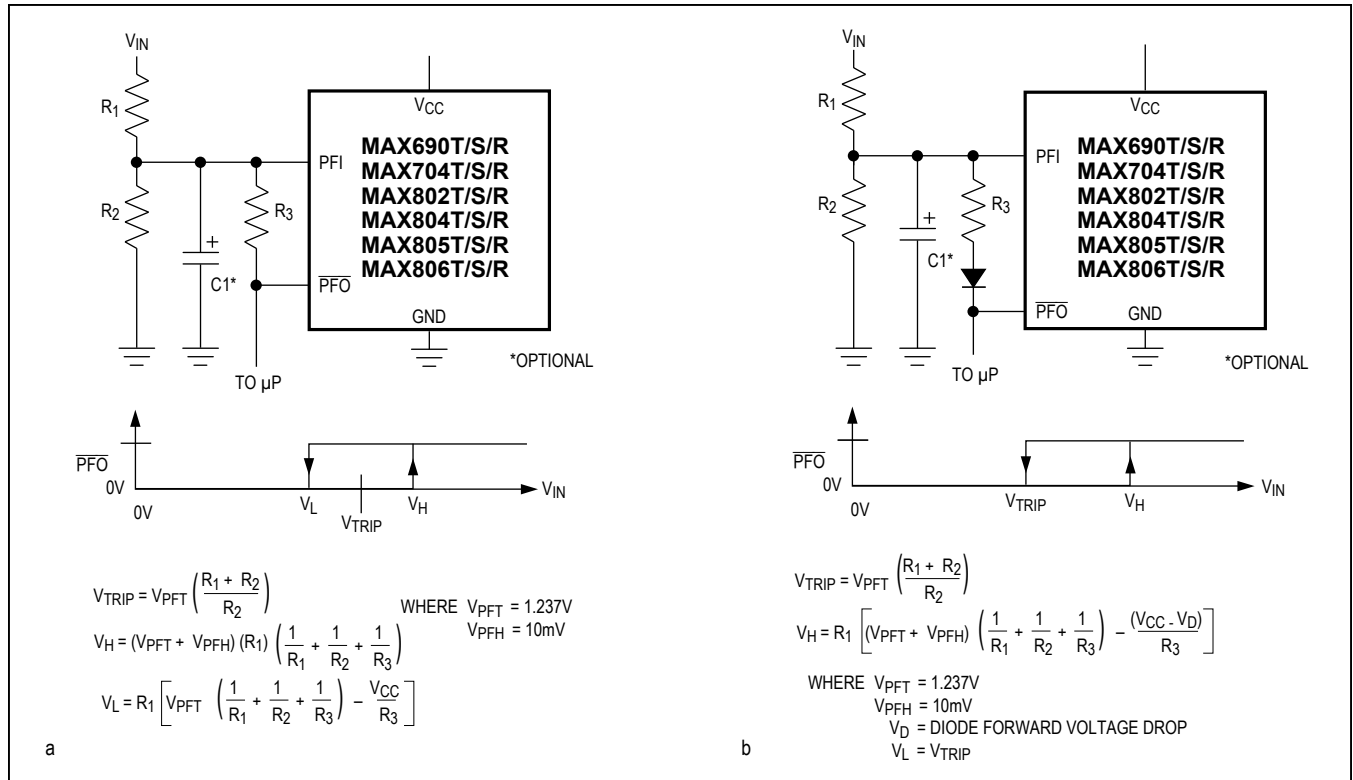 V_IN
R_1
V_CC
MAX690T/S/R
MAX704T/S/R
MAX802T/S/R
MAX804T/S/R
MAX805T/S/R
MAX806T/S/R
PFI
R_2
R_3
+
C1*
P̅F̅O̅
GND
*OPTIONAL
TO µP
P̅F̅O̅
0V
0V
V_L
V_TRIP
V_H
V_IN
V_TRIP = V_PFT ((R_1 + R_2)/R_2)
WHERE V_PFT = 1.237V
V_PFH = 10mV
V_H = (V_PFT + V_PFH) (R_1) (1/R_1 + 1/R_2 + 1/R_3)
V_L = R_1 [V_PFT (1/R_1 + 1/R_2 + 1/R_3) – V_CC/R_3]
a
V_IN
R_1
V_CC
MAX690T/S/R
MAX704T/S/R
MAX802T/S/R
MAX804T/S/R
MAX805T/S/R
MAX806T/S/R
PFI
R_2
R_3
+
C1*
P̅F̅O̅
GND
*OPTIONAL
TO µP
P̅F̅O̅
0V
0V
V_TRIP
V_H
V_IN
V_TRIP = V_PFT ((R_1 + R_2)/R_2)
V_H = R_1 [(V_PFT + V_PFH) (1/R_1 + 1/R_2 + 1/R_3) – (V_CC - V_D)/R_3]
WHERE V_PFT = 1.237V
V_PFH = 10mV
V_D = DIODE FORWARD VOLTAGE DROP
V_L = V_TRIP
b